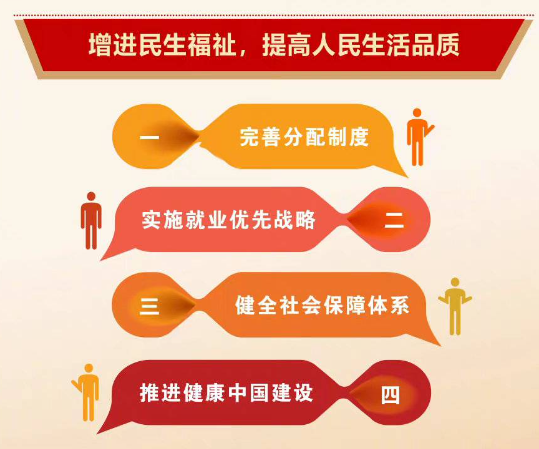 增进民生福祉，提高人民生活品质
一 完善分配制度
实施就业优先战略 二
三 健全社会保障体系
推进健康中国建设 四